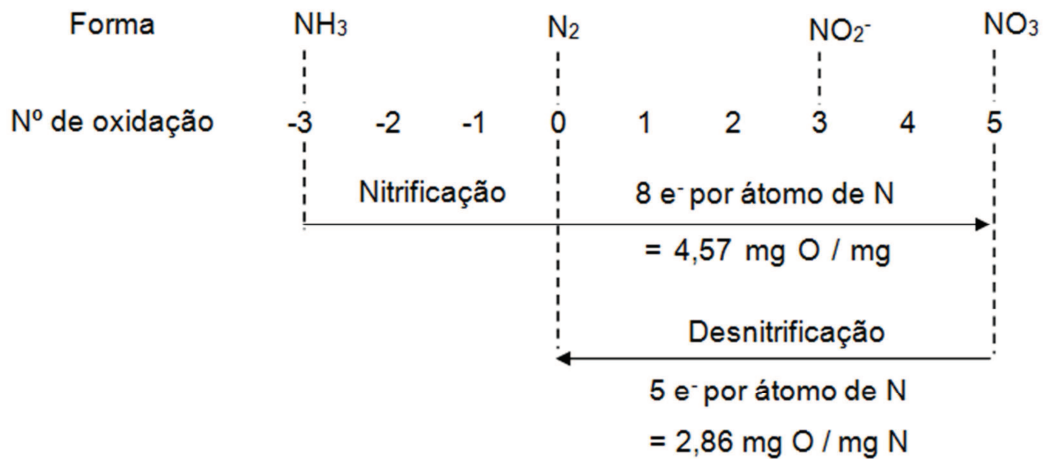 Forma NH₃ N₂ NO₂⁻ NO₃
Nº de oxidação -3 -2 -1 0 1 2 3 4 5
Nitrificação 8 e⁻ por átomo de N
= 4,57 mg O / mg
Desnitrificação
5 e⁻ por átomo de N
= 2,86 mg O / mg N